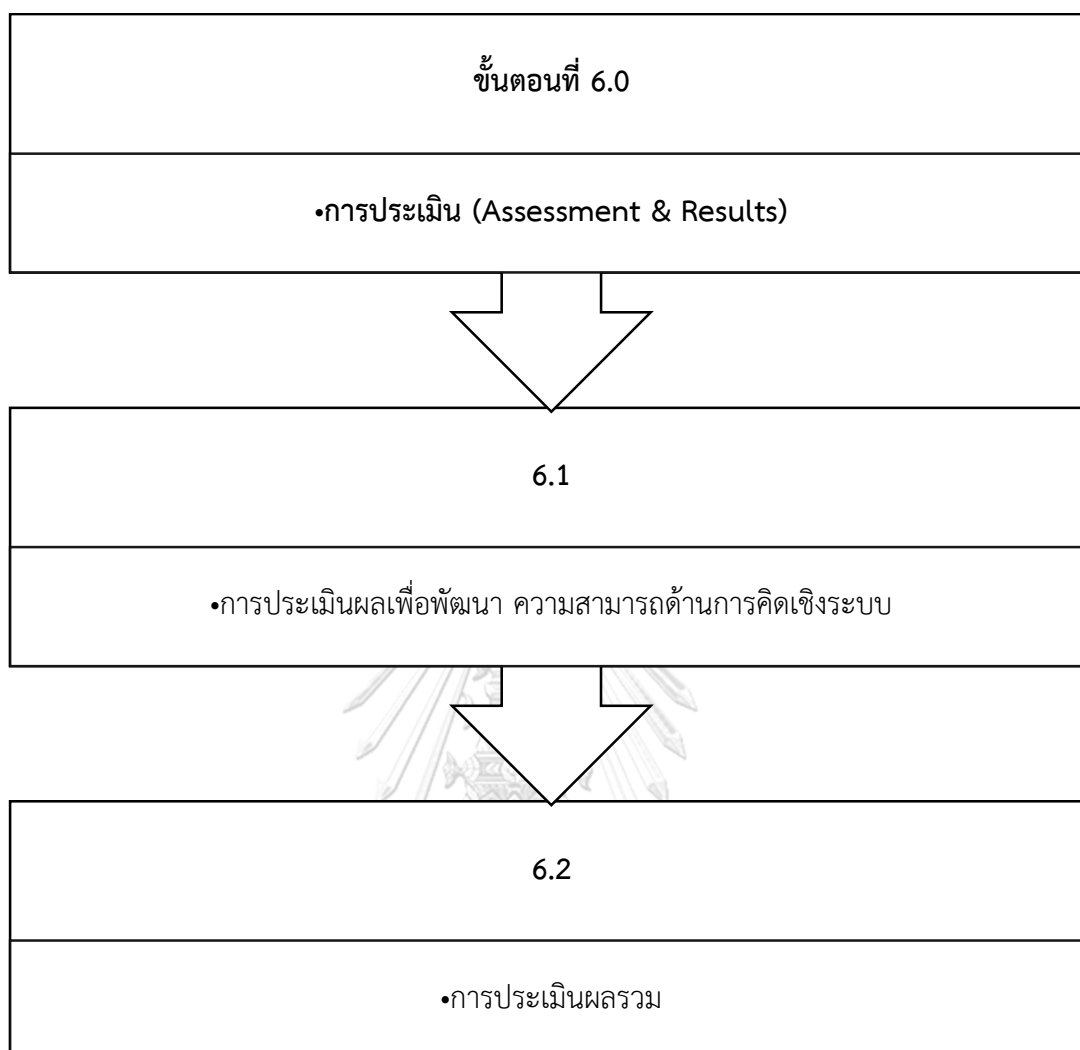 ขั้นตอนที่ 6.0
•การประเมิน (Assessment & Results)
6.1
•การประเมินผลเพื่อพัฒนา ความสามารถด้านการคิดเชิงระบบ
6.2
•การประเมินผลรวม